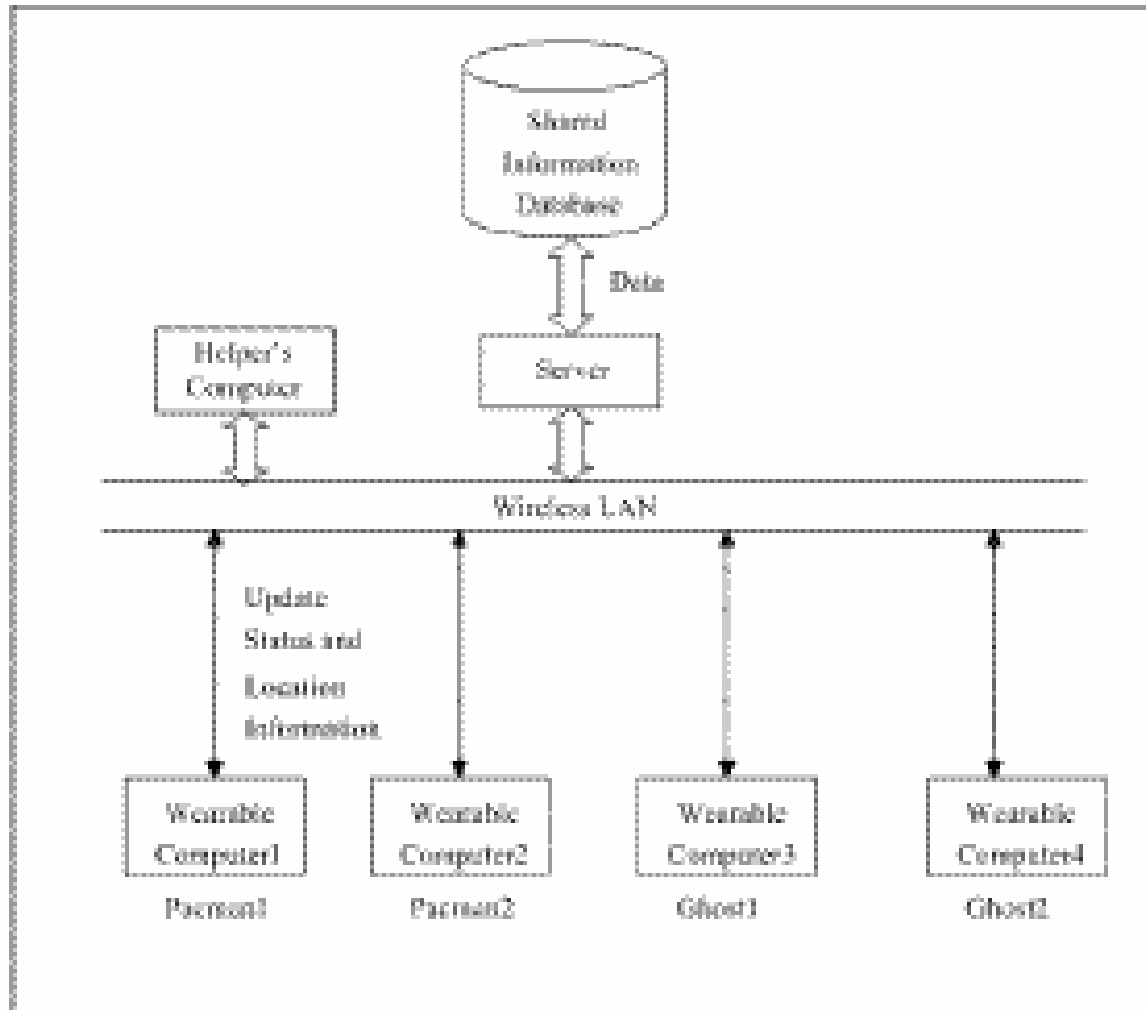 Shared
Information
Database
Data
Helper's
Computer
Server
Wireless LAN
Update
Status and
Location
Information
Wearable
Computer1
Pacman1
Wearable
Computer2
Pacman2
Wearable
Computer3
Ghost1
Wearable
Computer4
Ghost2